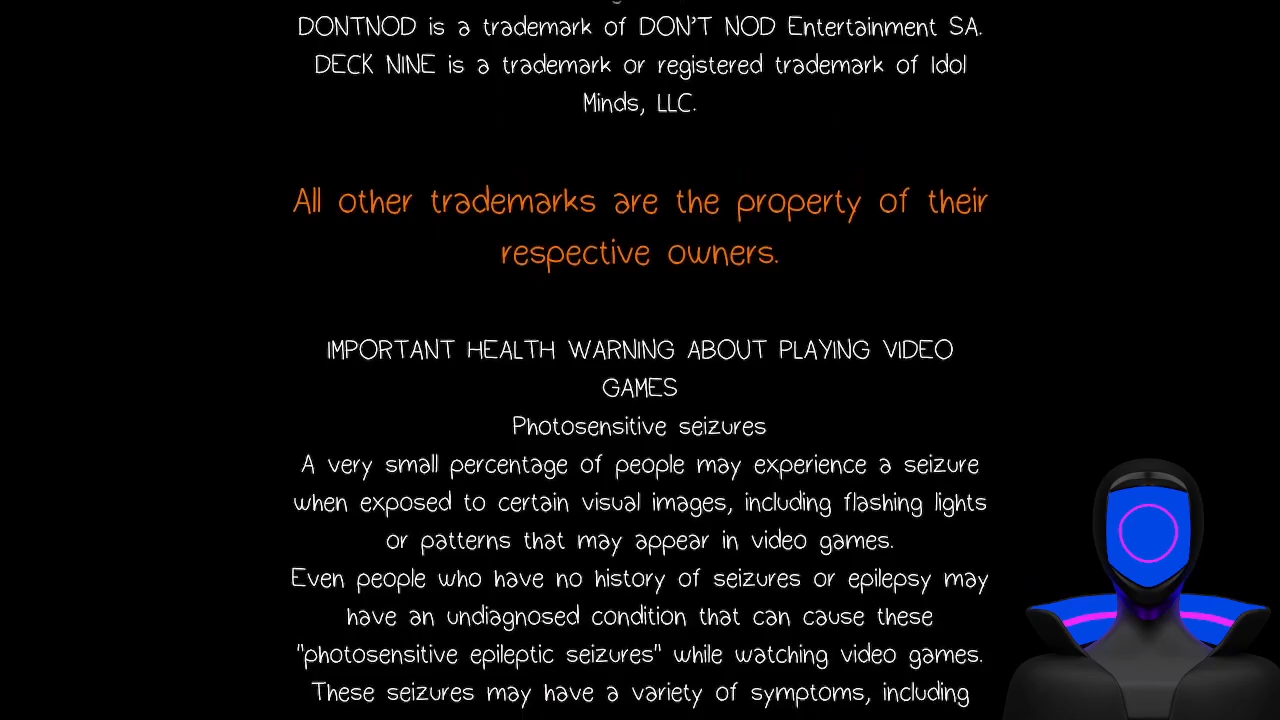 DONTNOD is a trademark of DON'T NOD Entertainment SA.
DECK NINE is a trademark or registered trademark of Idol
Minds, LLC.
All other trademarks are the property of their
respective owners.
IMPORTANT HEALTH WARNING ABOUT PLAYING VIDEO
GAMES
Photosensitive seizures
A very small percentage of people may experience a seizure
when exposed to certain visual images, including flashing lights
or patterns that may appear in video games.
Even people who have no history of seizures or epilepsy may
have an undiagnosed condition that can cause these
"photosensitive epileptic seizures" while watching video games.
These seizures may have a variety of symptoms, including